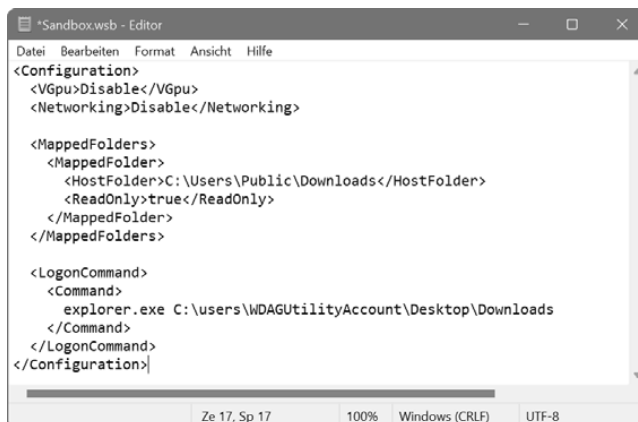 *Sandbox.wsb - Editor
Datei Bearbeiten Format Ansicht Hilfe
<Configuration>
  <VGpu>Disable</VGpu>
  <Networking>Disable</Networking>

  <MappedFolders>
    <MappedFolder>
      <HostFolder>C:\Users\Public\Downloads</HostFolder>
      <ReadOnly>true</ReadOnly>
    </MappedFolder>
  </MappedFolders>

  <LogonCommand>
    <Command>
      explorer.exe C:\users\WDAGUtilityAccount\Desktop\Downloads
    </Command>
  </LogonCommand>
</Configuration>
Ze 17, Sp 17 100% Windows (CRLF) UTF-8